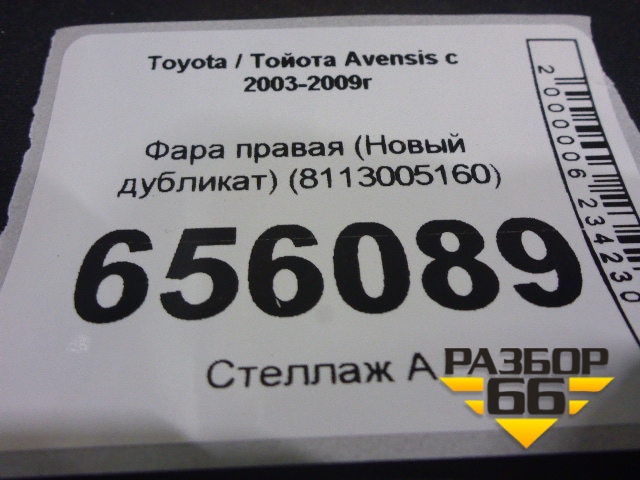 Toyota / Тойота Avensis с
2003-2009г
Фара правая (Новый
дубликат) (8113005160)
656089
Стеллаж А
2000006234230
РАЗБОР
66